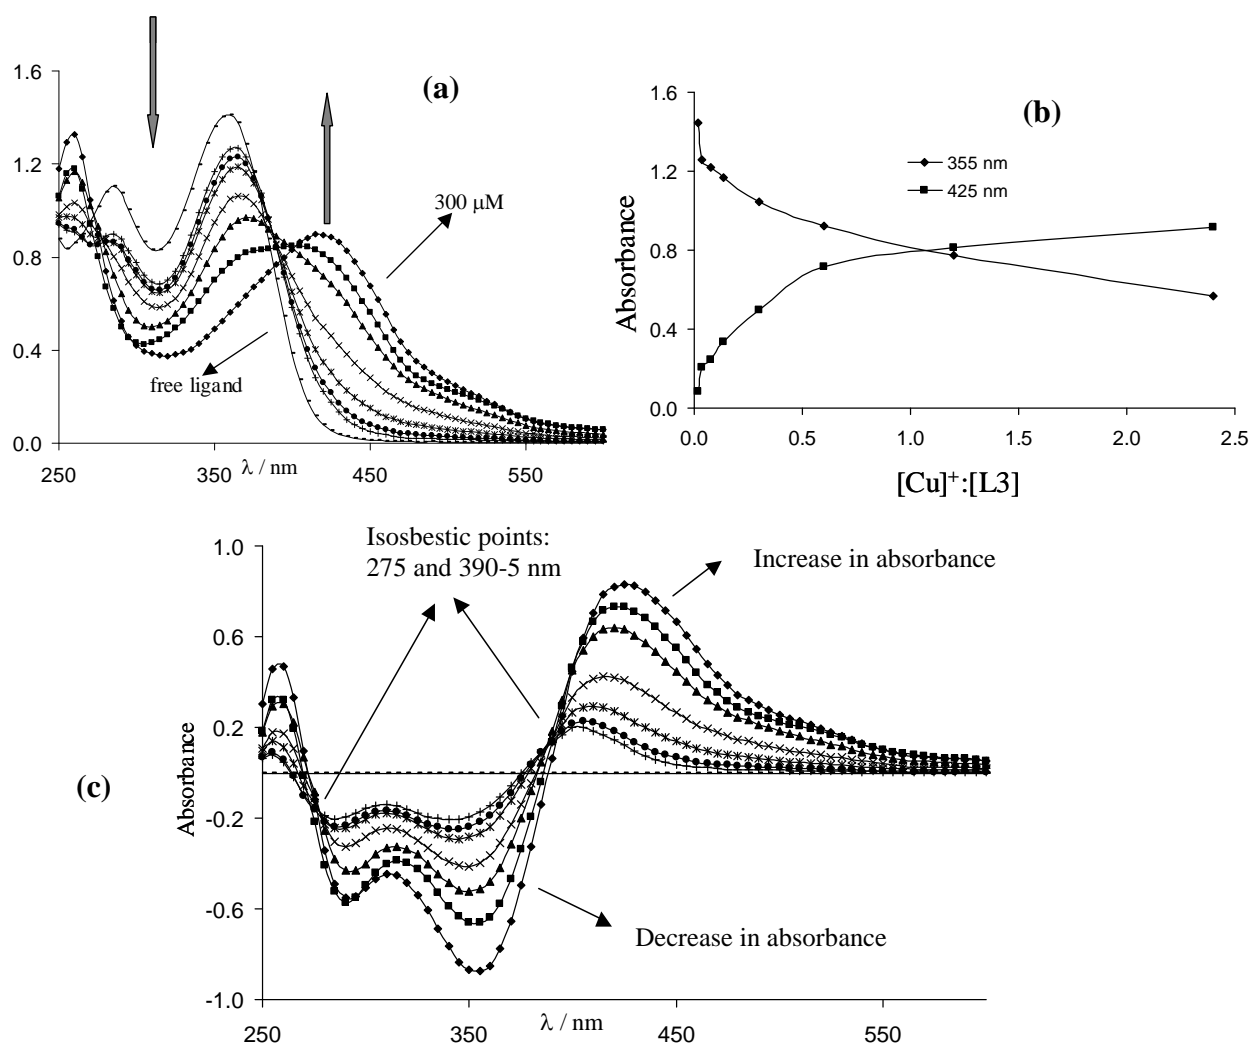 (a)
1.6
1.2
0.8
0.4
0.0
300 μM
free ligand
250
350
λ / nm
450
550
(b)
1.6
1.2
0.8
0.4
0.0
Absorbance
355 nm
425 nm
0.0
0.5
1.0
1.5
2.0
2.5
[Cu]⁺:[L3]
(c)
Isosbestic points:
275 and 390-5 nm
Increase in absorbance
1.0
0.6
0.2
-0.2
-0.6
-1.0
Absorbance
Decrease in absorbance
250
350
λ / nm
450
550